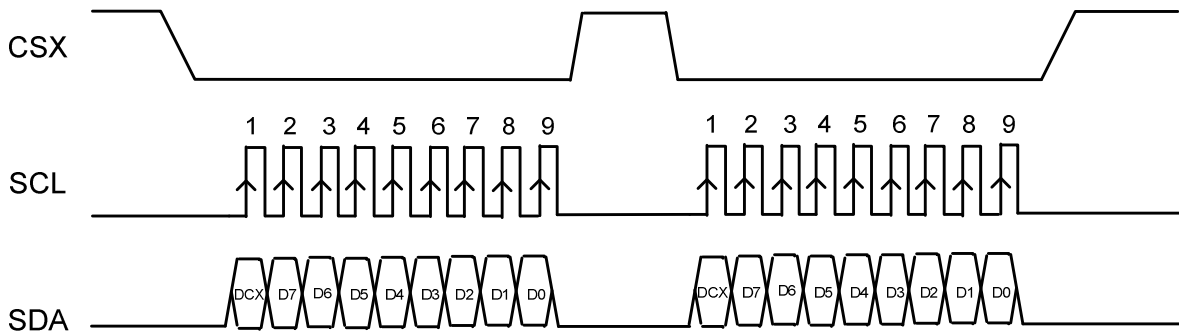 CSX
1 2 3 4 5 6 7 8 9 1 2 3 4 5 6 7 8 9
SCL
DCX D7 D6 D5 D4 D3 D2 D1 D0 DCX D7 D6 D5 D4 D3 D2 D1 D0
SDA